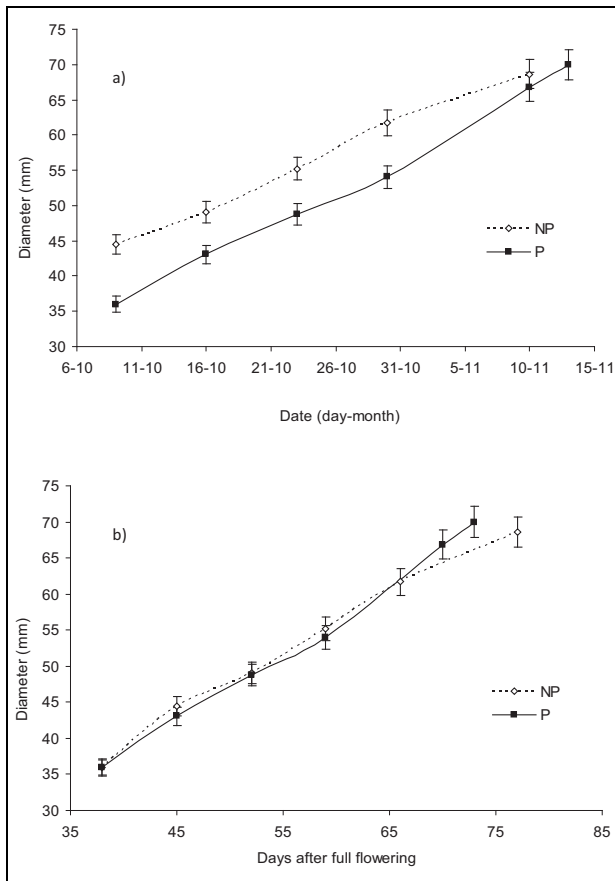 75
70
65
60
55
50
45
40
35
30
Diameter (mm)
a)
NP
P
6-10 11-10 16-10 21-10 26-10 31-10 5-11 10-11 15-11
Date (day-month)
75
70
65
60
55
50
45
40
35
30
Diameter (mm)
b)
NP
P
35 45 55 65 75 85
Days after full flowering